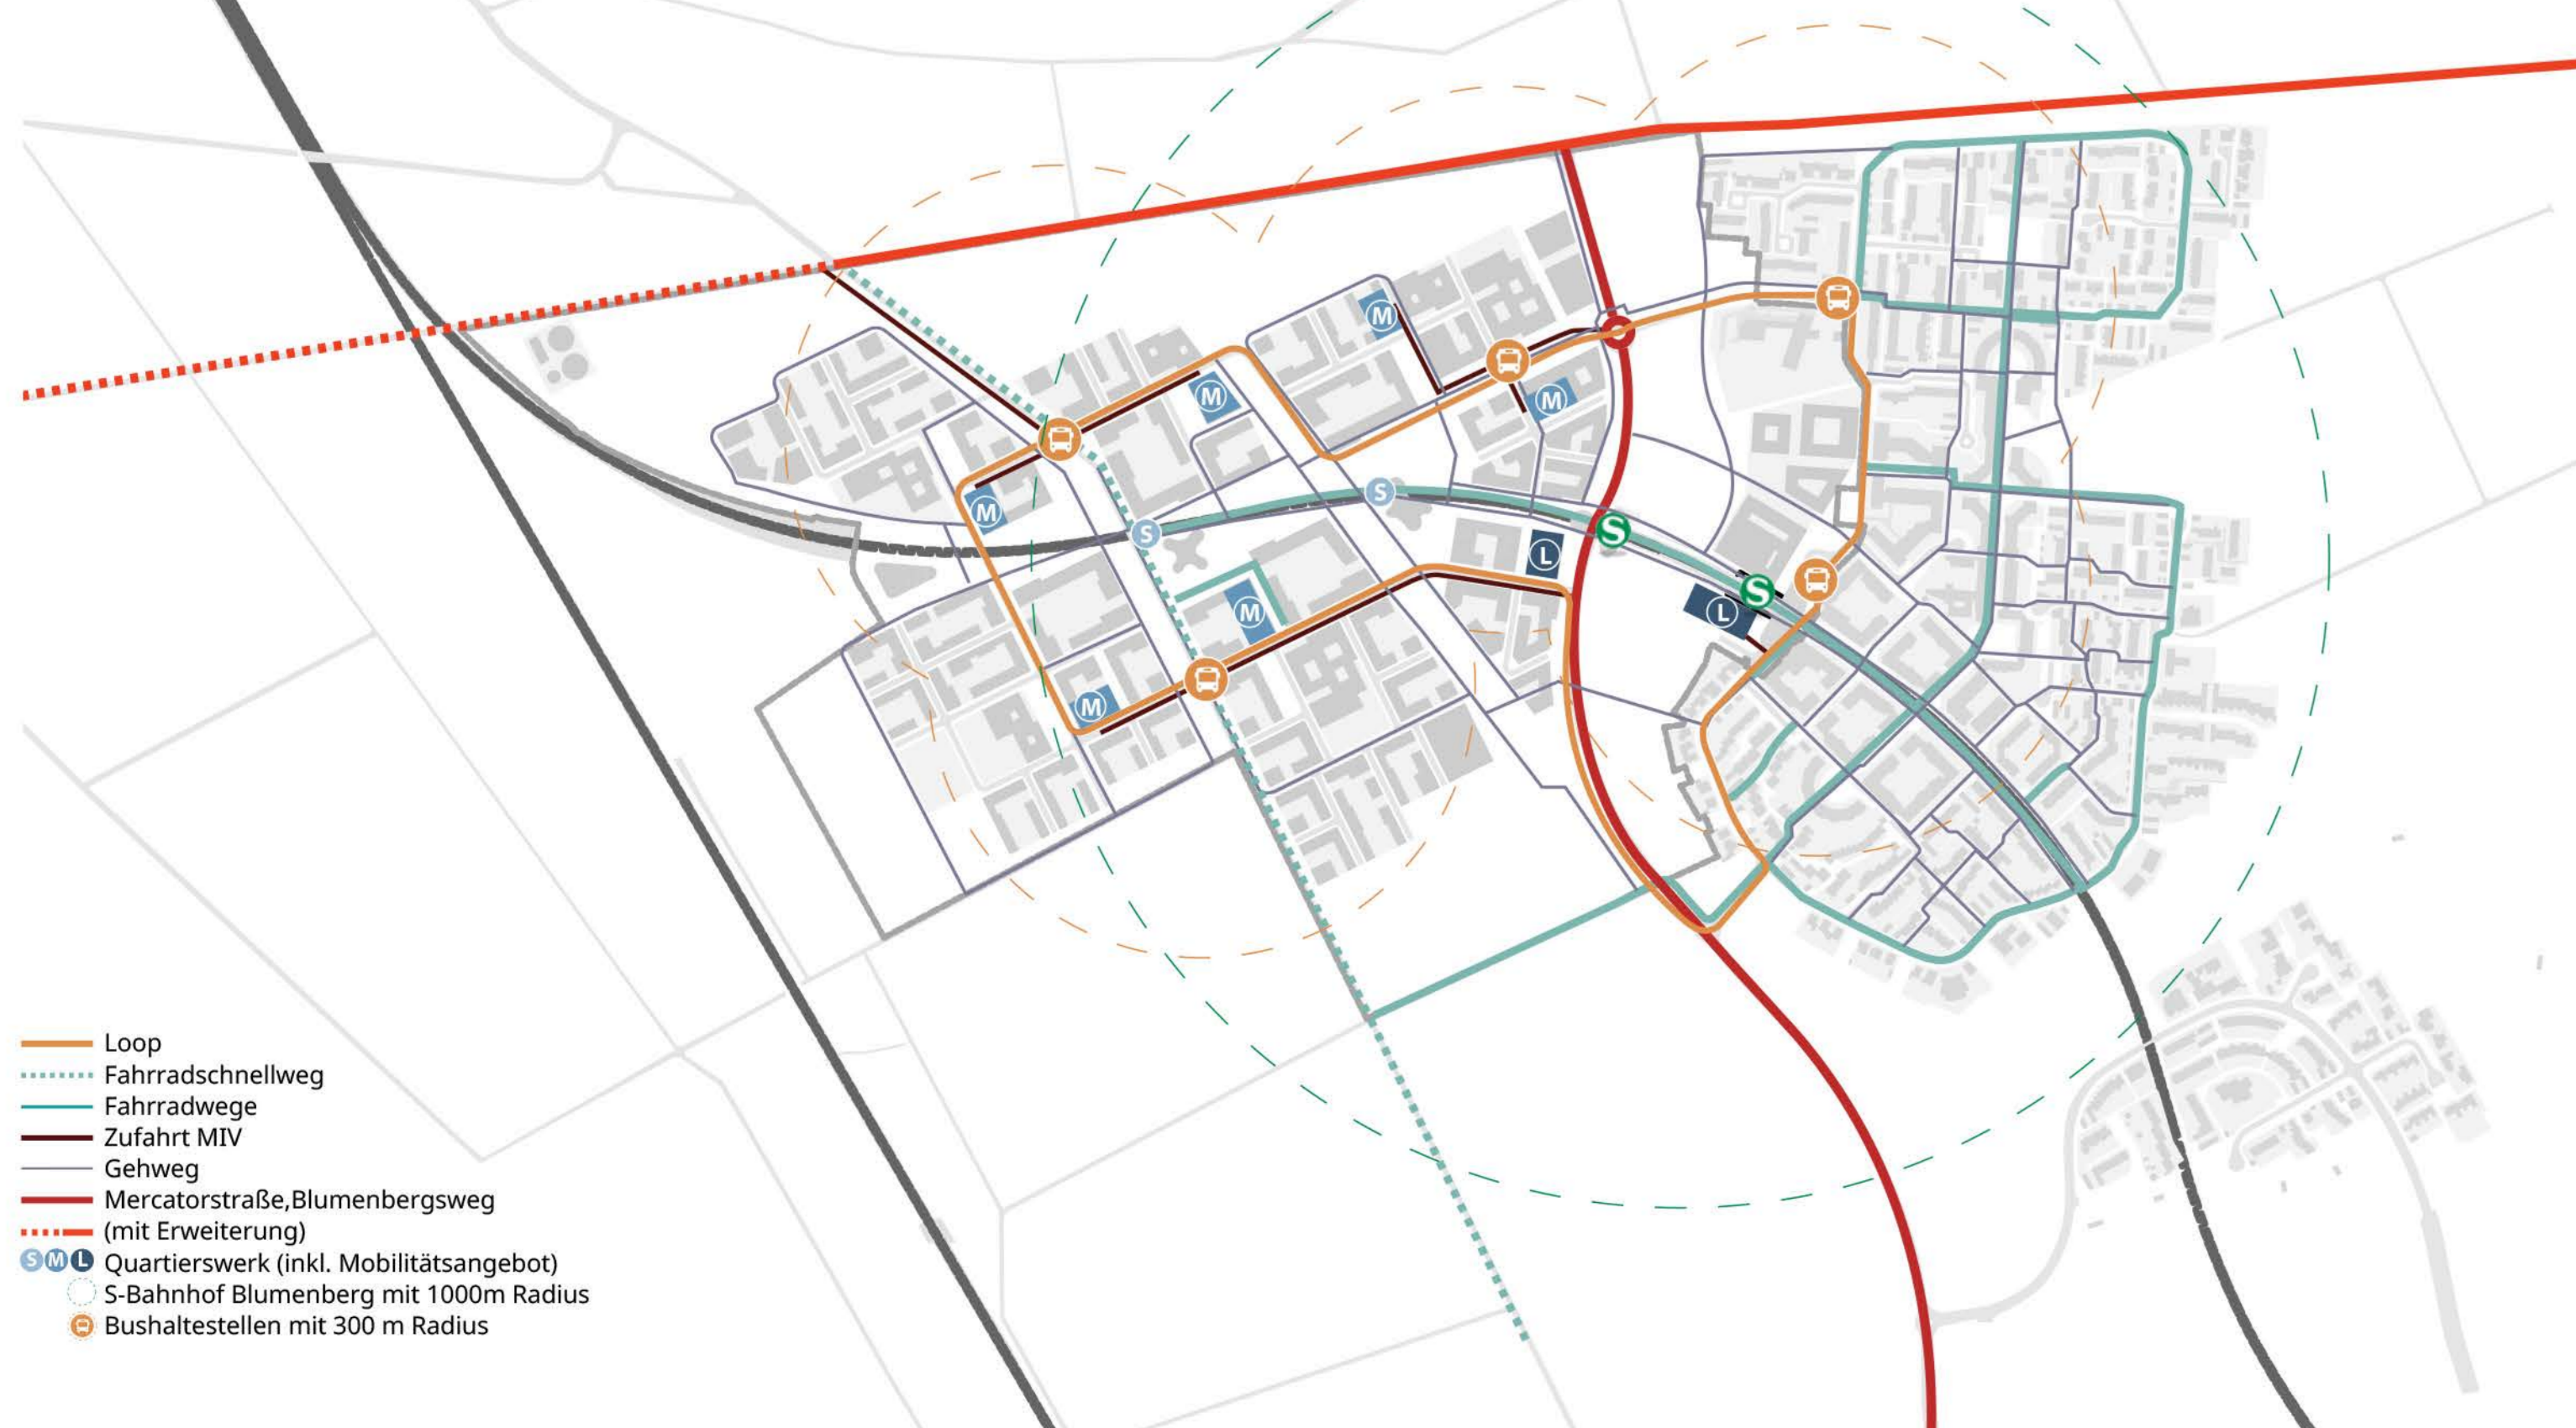 M
M
M
M
S
S
S
L
M
M
L
S
M
Loop
Fahrradschnellweg
Fahrradwege
Zufahrt MIV
Gehweg
Mercatorstraße,Blumenbergsweg
(mit Erweiterung)
S M L Quartierswerk (inkl. Mobilitätsangebot)
S-Bahnhof Blumenberg mit 1000m Radius
Bushaltestellen mit 300 m Radius